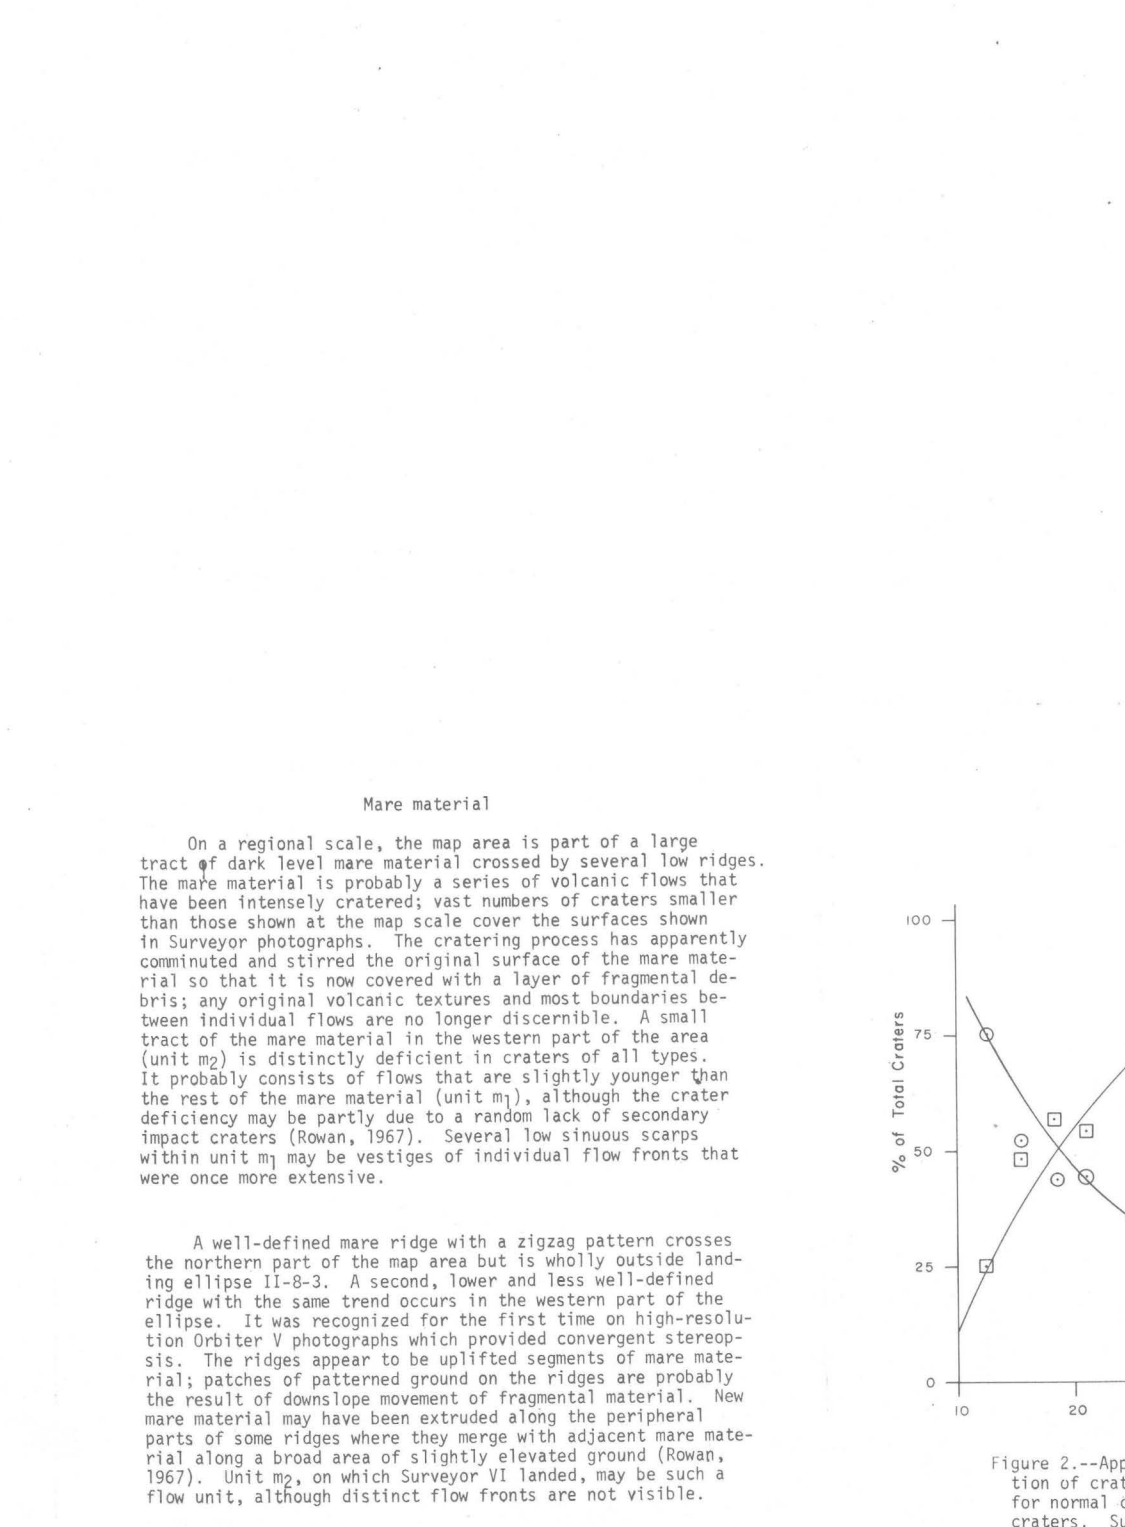 Mare material
On a regional scale, the map area is part of a large
tract of dark level mare material crossed by several low ridges.
The mare material is probably a series of volcanic flows that
have been intensely cratered; vast numbers of craters smaller
than those shown at the map scale cover the surfaces shown
in Surveyor photographs. The cratering process has apparently
comminuted and stirred the original surface of the mare mate-
rial so that it is now covered with a layer of fragmental de-
bris; any original volcanic textures and most boundaries be-
tween individual flows are no longer discernible. A small
tract of the mare material in the western part of the area
(unit m2) is distinctly deficient in craters of all types.
It probably consists of flows that are slightly younger than
the rest of the mare material (unit m1), although the crater
deficiency may be partly due to a random lack of secondary
impact craters (Rowan, 1967). Several low sinuous scarps
within unit m1 may be vestiges of individual flow fronts that
were once more extensive.
A well-defined mare ridge with a zigzag pattern crosses
the northern part of the map area but is wholly outside land-
ing ellipse II-8-3. A second, lower and less well-defined
ridge with the same trend occurs in the western part of the
ellipse. It was recognized for the first time on high-resolu-
tion Orbiter V photographs which provided convergent stereop-
sis. The ridges appear to be uplifted segments of mare mate-
rial; patches of patterned ground on the ridges are probably
the result of downslope movement of fragmental material. New
mare material may have been extruded along the peripheral
parts of some ridges where they merge with adjacent mare mate-
rial along a broad area of slightly elevated ground (Rowan,
1967). Unit m2, on which Surveyor VI landed, may be such a
flow unit, although distinct flow fronts are not visible.
% of Total Craters
100
75
50
25
0
10
20
Figure 2.--App
tion of crat
for normal c
craters. Su